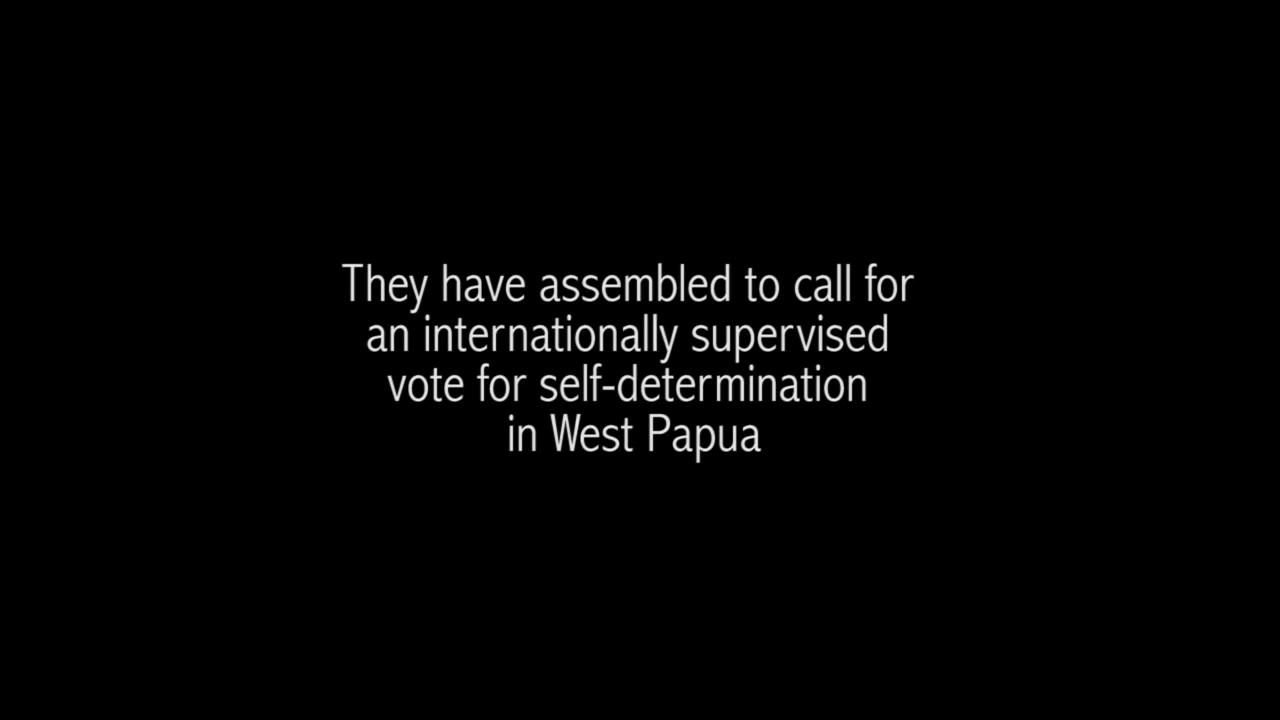 They have assembled to call for
an internationally supervised
vote for self-determination
in West Papua